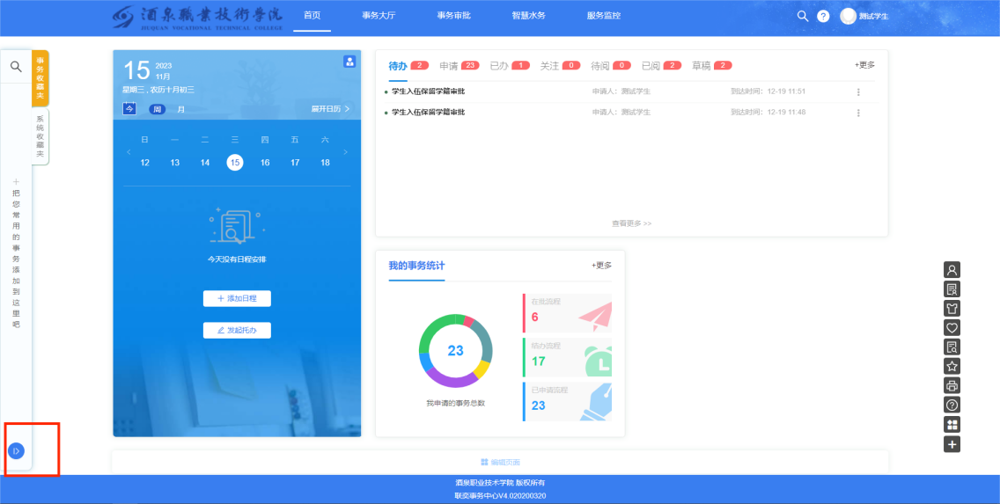 酒泉職業技術學院
JIUQUAN VOCATIONAL TECHNICAL COLLEGE
首页
事务大厅
事务审批
智慧水务
服务监控
测试学生
事务收藏夹
系统收藏夹
+ 把您常用的事务添加到这里吧
15
2023
11月
星期三, 农历十月初三
今
周
月
展开日历 >
日 一 二 三 四 五 六
12 13 14 15 16 17 18
今天没有日程安排
+ 添加日程
发起托办
待办 2 申请 23 已办 1 关注 0 待阅 0 已阅 2 草稿 2
+更多
学生入伍保留学籍审批 申请人: 测试学生 到达时间: 12-19 11:51
学生入伍保留学籍审批 申请人: 测试学生 到达时间: 12-19 11:48
查看更多 >>
我的事务统计
+更多
23
我申请的事务总数
在批流程
6
结办流程
17
已申请流程
23
编辑页面
酒泉职业技术学院 版权所有
联奕事务中心V4.020200320